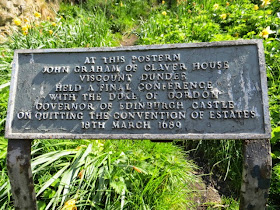 AT THIS POSTERN
JOHN GRAHAM OF CLAVER HOUSE
VISCOUNT DUNDEE
HELD A FINAL CONFERENCE
WITH THE DUKE OF GORDON
GOVERNOR OF EDINBURGH CASTLE
ON QUITTING THE CONVENTION OF ESTATES
18TH MARCH 1689